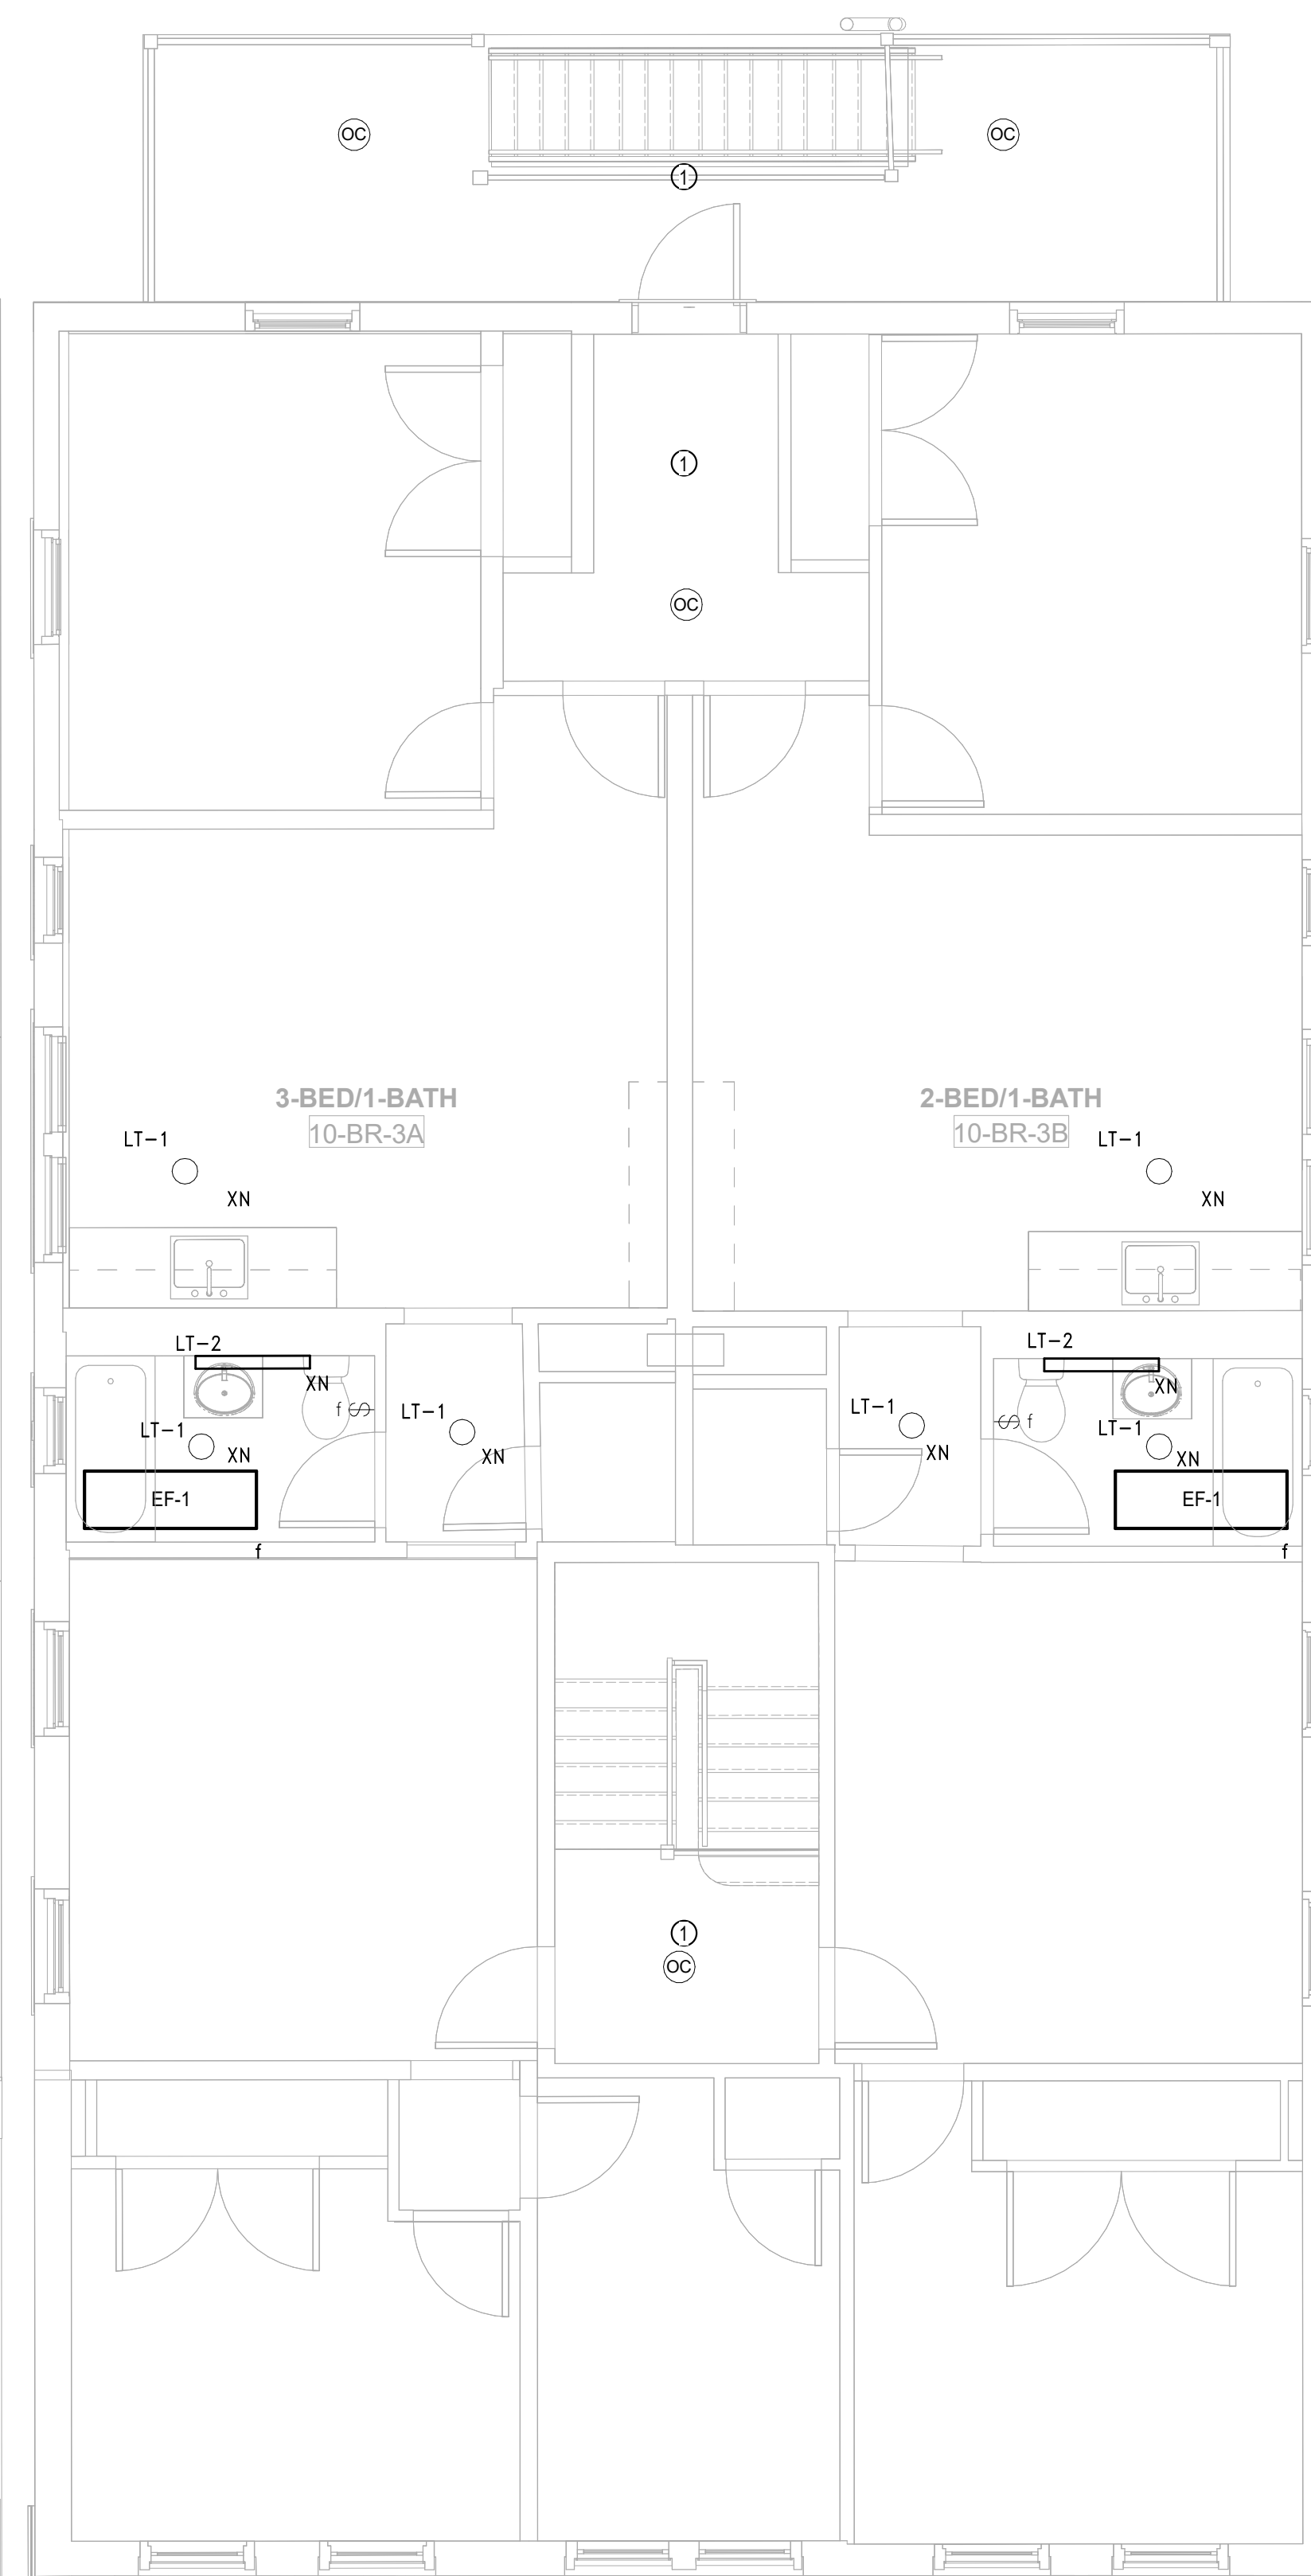 OC
OC
1
1
OC
3-BED/1-BATH
10-BR-3A
2-BED/1-BATH
10-BR-3B
LT-1
XN
LT-1
XN
LT-2
XN
f $
LT-1
XN
EF-1
f
LT-1
XN
LT-1
XN
LT-2
XN
$ f
LT-1
XN
EF-1
f
1
OC